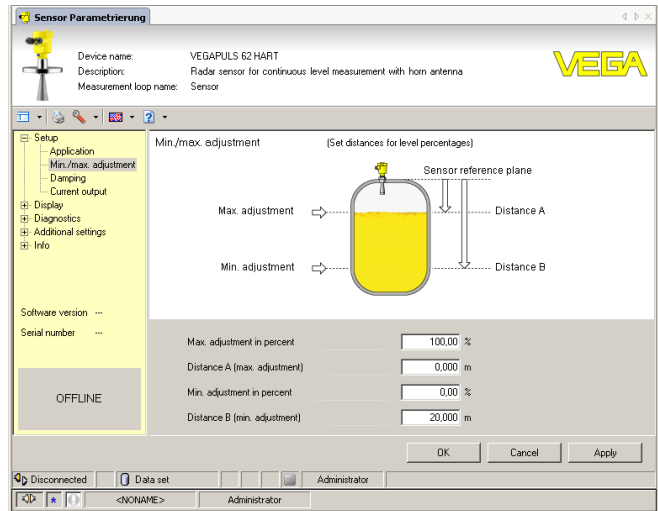 Sensor Parametrierung
Device name: VEGAPULS 62 HART
Description: Radar sensor for continuous level measurement with horn antenna
Measurement loop name: Sensor
VEGA
Setup
Application
Min./max. adjustment
Damping
Current output
Display
Diagnostics
Additional settings
Info
Software version ---
Serial number ---
OFFLINE
Min./max. adjustment (Set distances for level percentages)
Sensor reference plane
Max. adjustment Distance A
Min. adjustment Distance B
Max. adjustment in percent 100,00 %
Distance A (max. adjustment) 0,000 m
Min. adjustment in percent 0,00 %
Distance B (min. adjustment) 20,000 m
OK Cancel Apply
Disconnected Data set Administrator
<NONAME> Administrator